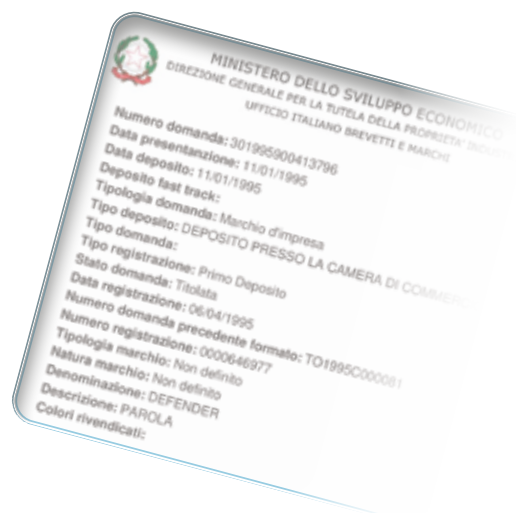 MINISTERO DELLO SVILUPPO ECONOMICO
DIREZIONE GENERALE PER LA TUTELA DELLA PROPRIETA'
UFFICIO ITALIANO BREVETTI E MARCHI
Numero domanda: 301995900413796
Data presentanzione: 11/01/1995
Data deposito: 11/01/1995
Deposito fast track:
Tipologia domanda: Marchio d'impresa
Tipo deposito: DEPOSITO PRESSO LA CAMERA DI
Tipo domanda:
Tipo registrazione: Primo Deposito
Stato domanda: Titolata
Data registrazione: 06/04/1995
Numero domanda precedente formato: TO1995C000081
Numero registrazione: 0000646977
Tipologia marchio: Non definito
Natura marchio: Non definito
Denominazione: DEFENDER
Descrizione: PAROLA
Colori rivendicati: